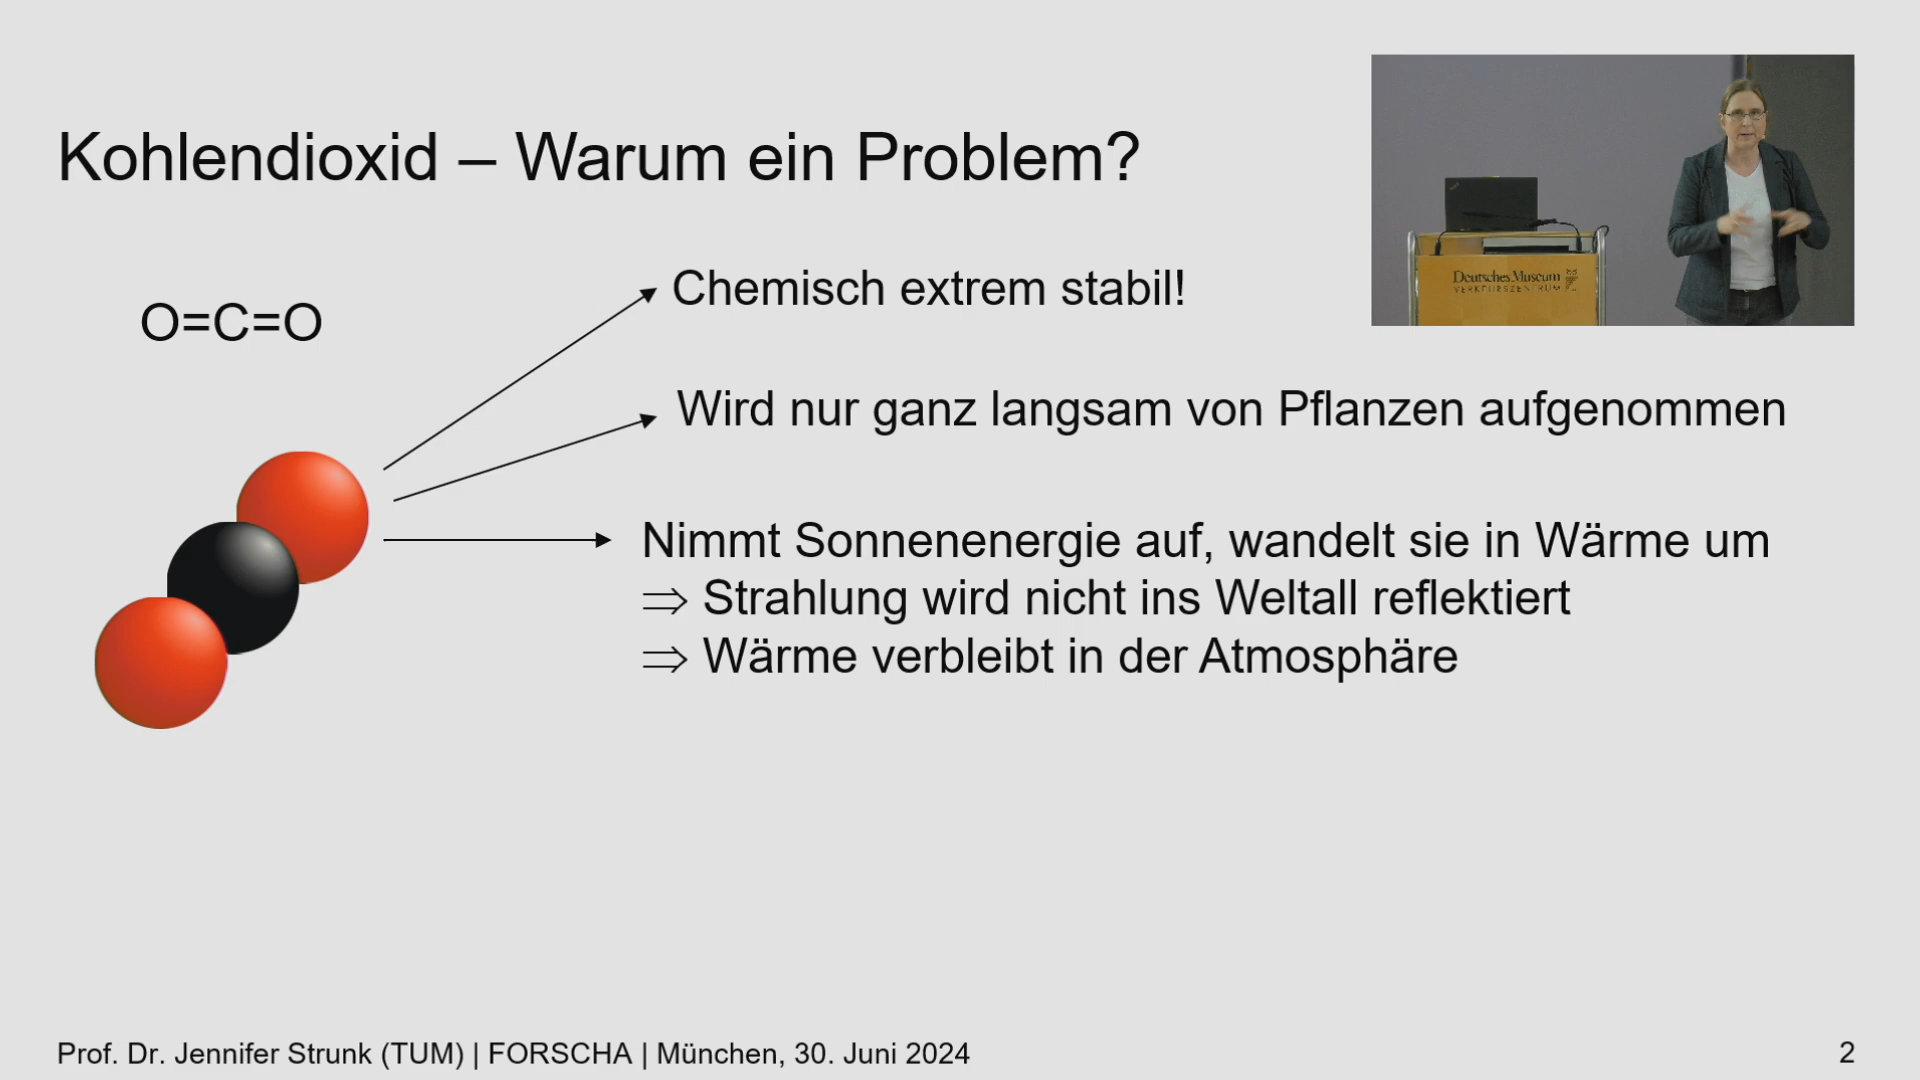 Kohlendioxid – Warum ein Problem?
O=C=O
Chemisch extrem stabil!
Wird nur ganz langsam von Pflanzen aufgenommen
Nimmt Sonnenenergie auf, wandelt sie in Wärme um
⇒ Strahlung wird nicht ins Weltall reflektiert
⇒ Wärme verbleibt in der Atmosphäre
Deutsches Museum
VERKEHRSZENTRUM
Prof. Dr. Jennifer Strunk (TUM) | FORSCHA | München, 30. Juni 2024
2